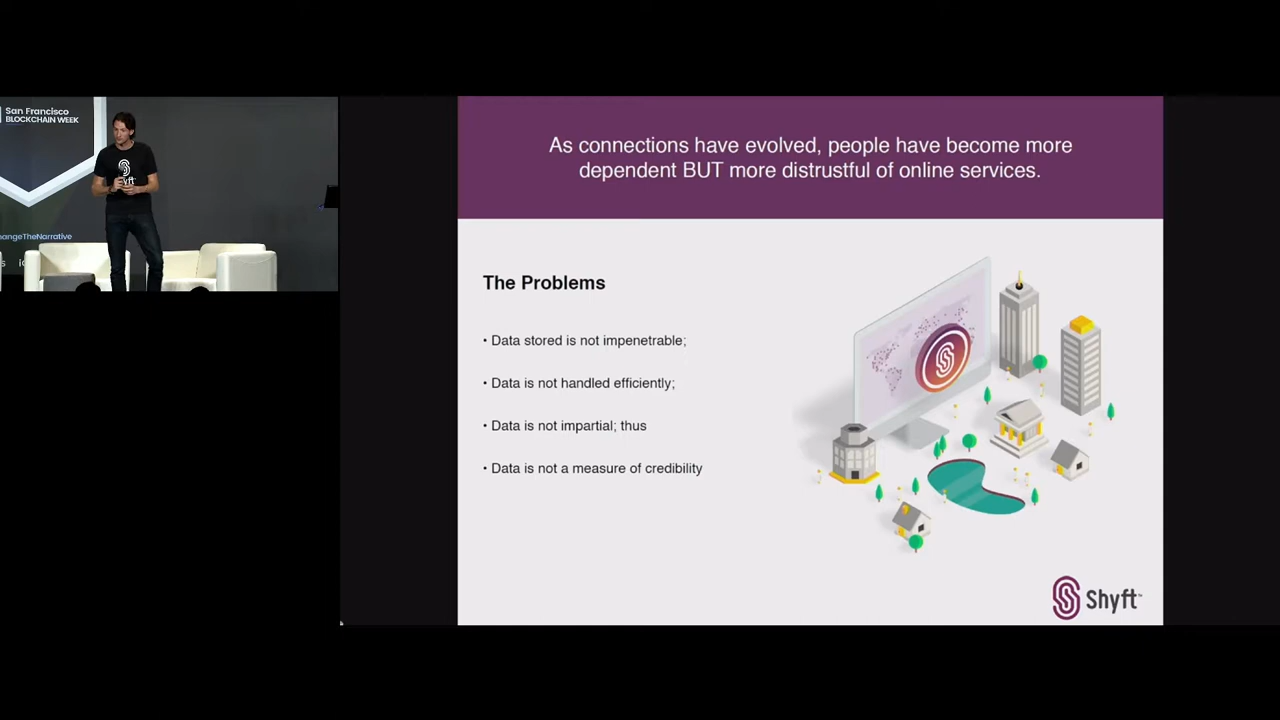 San Francisco
BLOCKCHAIN WEEK
angeTheNarrative
As connections have evolved, people have become more
dependent BUT more distrustful of online services.
The Problems
• Data stored is not impenetrable;
• Data is not handled efficiently;
• Data is not impartial; thus
• Data is not a measure of credibility
Shyft™